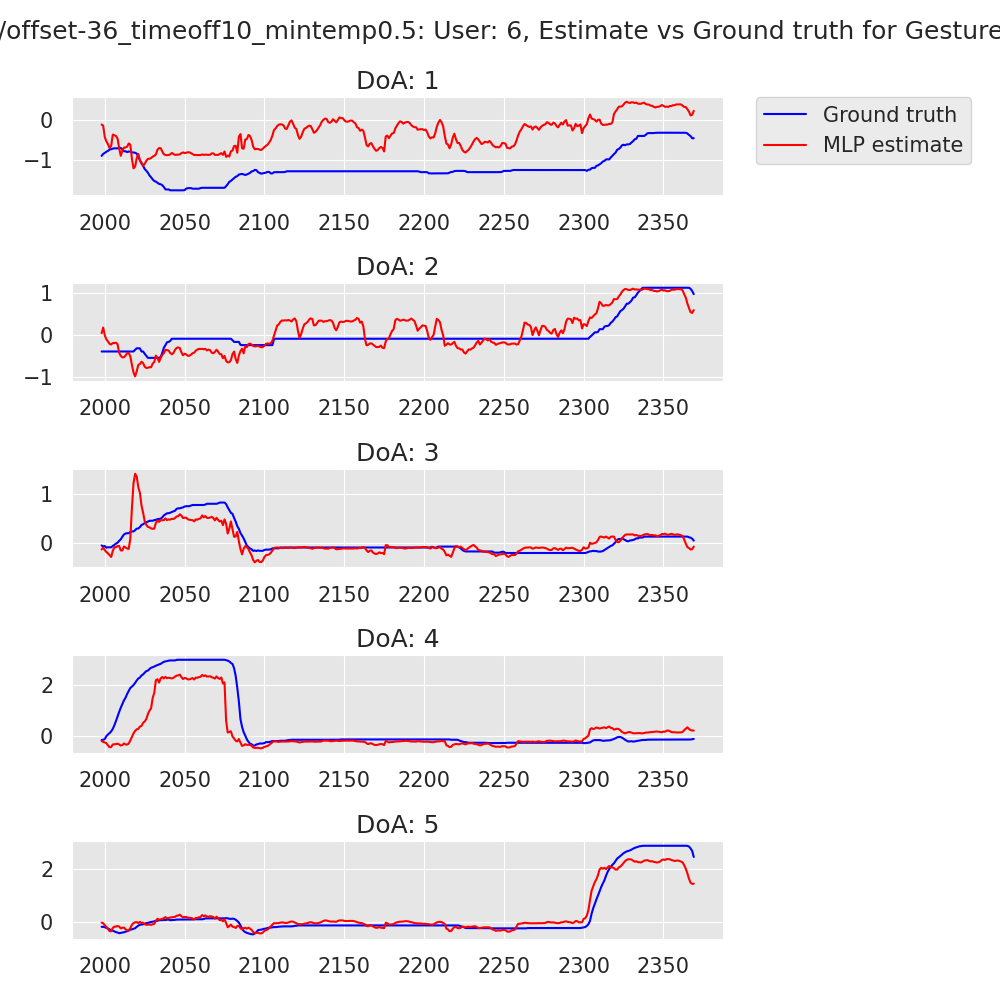 /offset-36_timeoff10_mintemp0.5: User: 6, Estimate vs Ground truth for Gesture
DoA: 1
Ground truth
MLP estimate
0
−1
2000 2050 2100 2150 2200 2250 2300 2350
DoA: 2
1
0
−1
2000 2050 2100 2150 2200 2250 2300 2350
DoA: 3
1
0
2000 2050 2100 2150 2200 2250 2300 2350
DoA: 4
2
0
2000 2050 2100 2150 2200 2250 2300 2350
DoA: 5
2
0
2000 2050 2100 2150 2200 2250 2300 2350